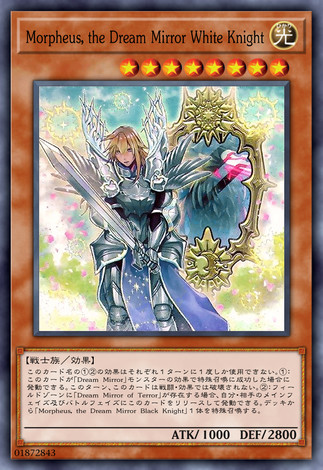 Morpheus, the Dream Mirror White Knight
光
【戦士族／効果】
このカード名の①②の効果はそれぞれ１ターンに１度しか使用できない。①：
このカードが「Dream Mirror」モンスターの効果で特殊召喚に成功した場合に
発動できる。このターン、このカードは戦闘・効果では破壊されない。②：フィー
ルドゾーンに「Dream Mirror of Terror」が存在する場合、自分・相手のメインフ
ェイズ及びバトルフェイズにこのカードをリリースして発動できる。デッキか
ら「Morpheus, the Dream Mirror Black Knight」１体を特殊召喚する。
ATK/ 1000 DEF/2800
01872843